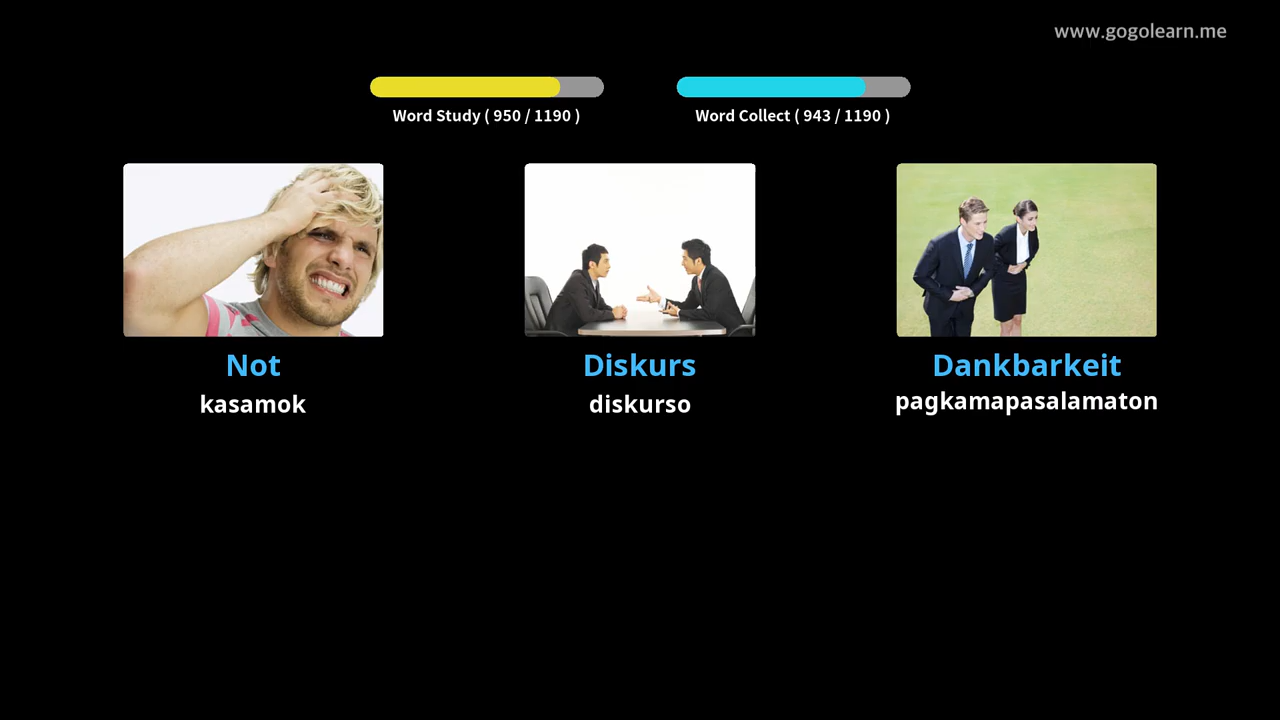 www.gogolearn.me
Word Study ( 950 / 1190 )
Word Collect ( 943 / 1190 )
Not
Diskurs
Dankbarkeit
kasamok
diskurso
pagkamapasalamaton